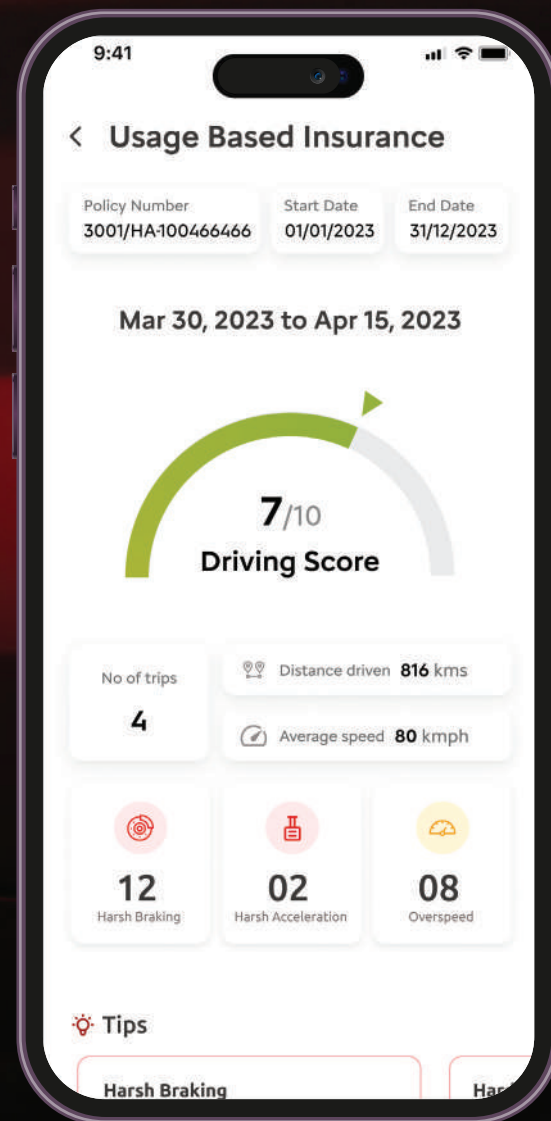 9:41
Usage Based Insurance
Policy Number
3001/HA-100466466
Start Date
01/01/2023
End Date
31/12/2023
Mar 30, 2023 to Apr 15, 2023
7/10
Driving Score
No of trips
4
Distance driven 816 kms
Average speed 80 kmph
12
Harsh Braking
02
Harsh Acceleration
08
Overspeed
Tips
Harsh Braking